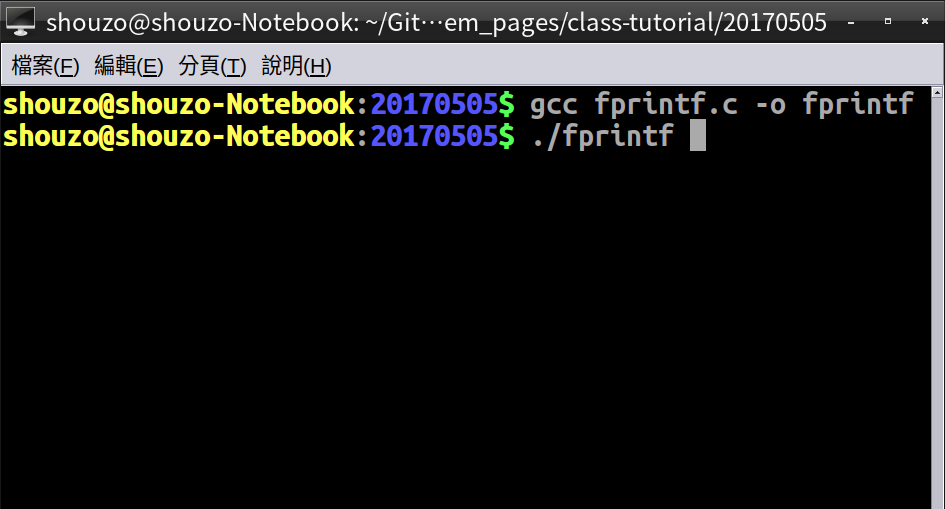 shouzo@shouzo-Notebook: ~/Git⋯em_pages/class-tutorial/20170505
檔案(F) 編輯(E) 分頁(T) 說明(H)
shouzo@shouzo-Notebook:20170505$ gcc fprintf.c -o fprintf
shouzo@shouzo-Notebook:20170505$ ./fprintf